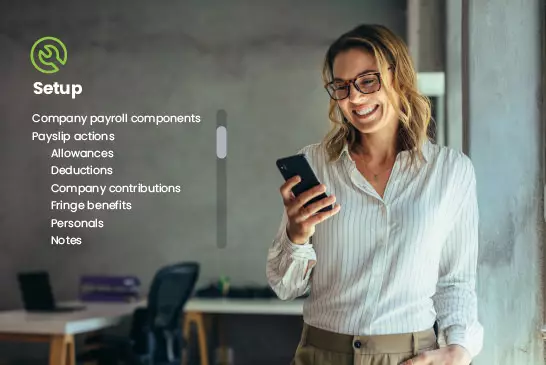 Setup
Company payroll components
Payslip actions
Allowances
Deductions
Company contributions
Fringe benefits
Personals
Notes